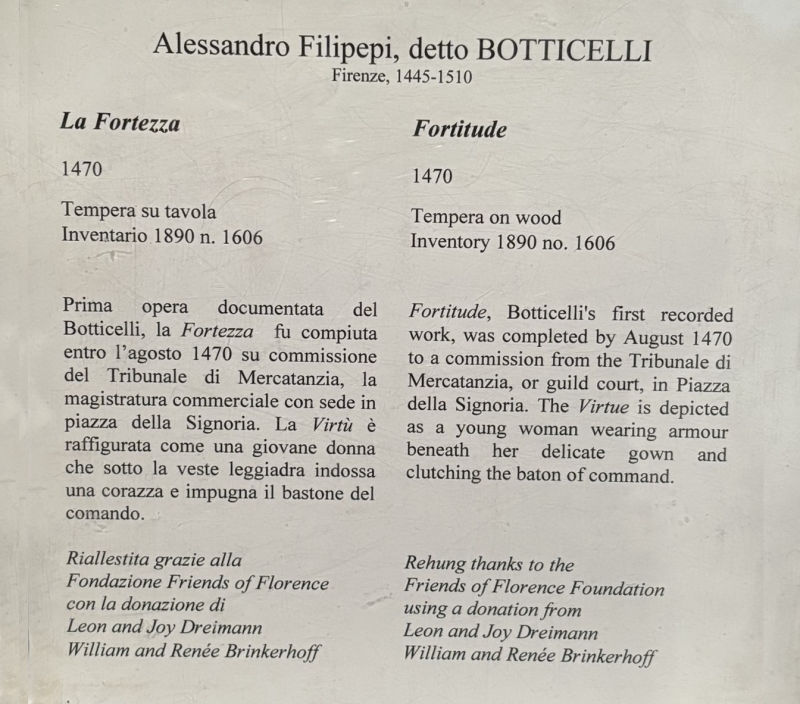 Alessandro Filipepi, detto BOTTICELLI
Firenze, 1445-1510
La Fortezza
1470
Tempera su tavola
Inventario 1890 n. 1606
Prima opera documentata del
Botticelli, la Fortezza fu compiuta
entro l'agosto 1470 su commissione
del Tribunale di Mercatanzia, la
magistratura commerciale con sede in
piazza della Signoria. La Virtù è
raffigurata come una giovane donna
che sotto la veste leggiadra indossa
una corazza e impugna il bastone del
comando.
Riallestita grazie alla
Fondazione Friends of Florence
con la donazione di
Leon and Joy Dreimann
William and Renée Brinkerhoff
Fortitude
1470
Tempera on wood
Inventory 1890 no. 1606
Fortitude, Botticelli's first recorded
work, was completed by August 1470
to a commission from the Tribunale di
Mercatanzia, or guild court, in Piazza
della Signoria. The Virtue is depicted
as a young woman wearing armour
beneath her delicate gown and
clutching the baton of command.
Rehung thanks to the
Friends of Florence Foundation
using a donation from
Leon and Joy Dreimann
William and Renée Brinkerhoff